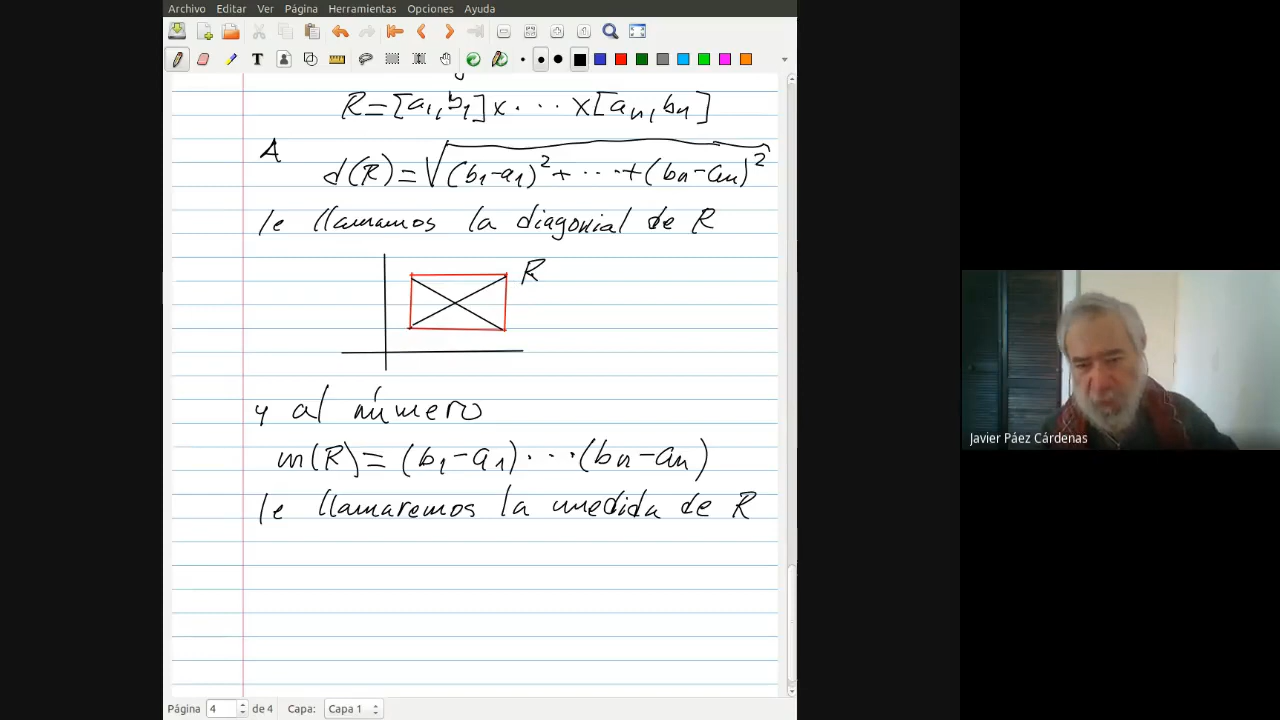 Archivo Editar Ver Página Herramientas Opciones Ayuda
R=[a1,b1]x...x[an,bn]
A
d(R)=√(b1-a1)²+...+(bn-an)²
le llamamos la diagonial de R
R
y al número
m(R)=(b1-a1)...(bn-an)
le llamaremos la medida de R
Javier Páez Cárdenas
Página 4 de 4 Capa: Capa 1